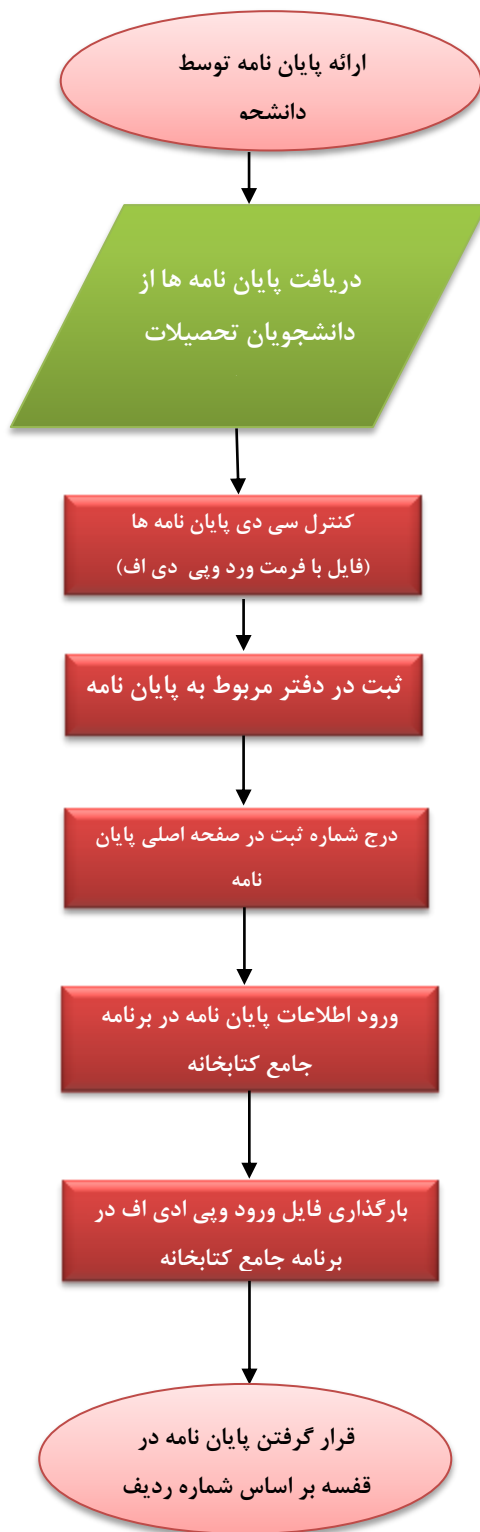 ارائه پایان نامه توسط
دانشجو
دریافت پایان نامه ها از
دانشجویان تحصیلات
کنترل سی دی پایان نامه ها
(فایل با فرمت ورد وپی دی اف)
ثبت در دفتر مربوط به پایان نامه
درج شماره ثبت در صفحه اصلی پایان
نامه
ورود اطلاعات پایان نامه در برنامه
جامع کتابخانه
بارگذاری فایل ورود وپی ادی اف در
برنامه جامع کتابخانه
قرار گرفتن پایان نامه در
قفسه بر اساس شماره ردیف